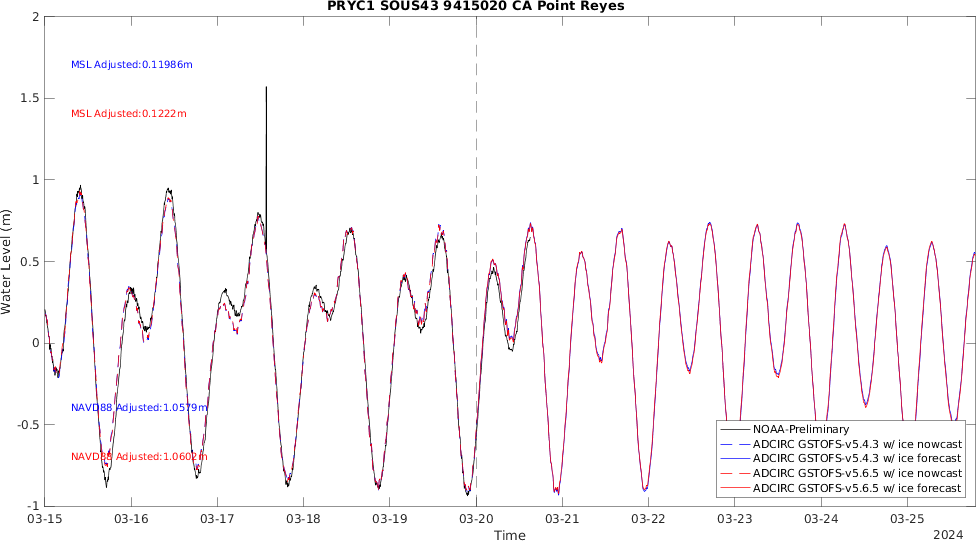 PRYC1 SOUS43 9415020 CA Point Reyes
2
1.5
1
0.5
0
-0.5
-1
Water Level (m)
MSL Adjusted:0.11986m
MSL Adjusted:0.1222m
NAVD88 Adjusted:1.0579m
NAVD88 Adjusted:1.0602m
NOAA-Preliminary
ADCIRC GSTOFS-v5.4.3 w/ ice nowcast
ADCIRC GSTOFS-v5.4.3 w/ ice forecast
ADCIRC GSTOFS-v5.6.5 w/ ice nowcast
ADCIRC GSTOFS-v5.6.5 w/ ice forecast
03-15 03-16 03-17 03-18 03-19 03-20 03-21 03-22 03-23 03-24 03-25
Time
2024